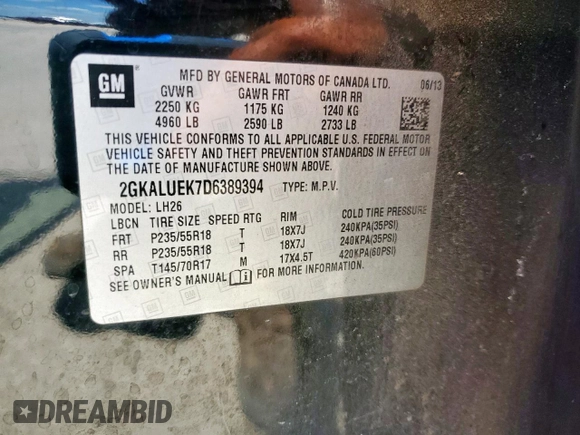 GM
MFD BY GENERAL MOTORS OF CANADA LTD. 06/13
GVWR GAWR FRT GAWR RR
2250 KG 1175 KG 1240 KG
4960 LB 2590 LB 2733 LB
THIS VEHICLE CONFORMS TO ALL APPLICABLE U.S. FEDERAL MOTOR
VEHICLE SAFETY AND THEFT PREVENTION STANDARDS IN EFFECT ON
THE DATE OF MANUFACTURE SHOWN ABOVE.
2GKALUEK7D6389394 TYPE: M.P.V.
MODEL: LH26
LBCN TIRE SIZE SPEED RTG RIM COLD TIRE PRESSURE
FRT P235/55R18 T 18X7J 240KPA(35PSI)
RR P235/55R18 T 18X7J 240KPA(35PSI)
SPA T145/70R17 M 17X4.5T 420KPA(60PSI)
SEE OWNER'S MANUAL FOR ADDITIONAL INFORMATION.
DREAMBID